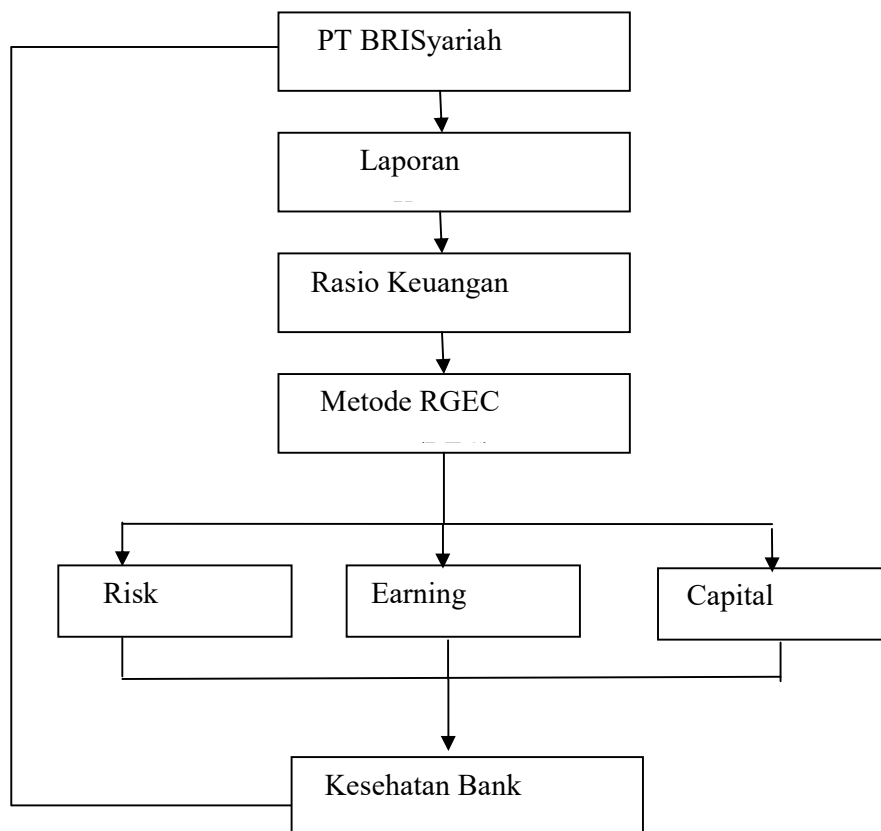 PT BRISyariah
Laporan
Rasio Keuangan
Metode RGEC
Risk
Earning
Capital
Kesehatan Bank